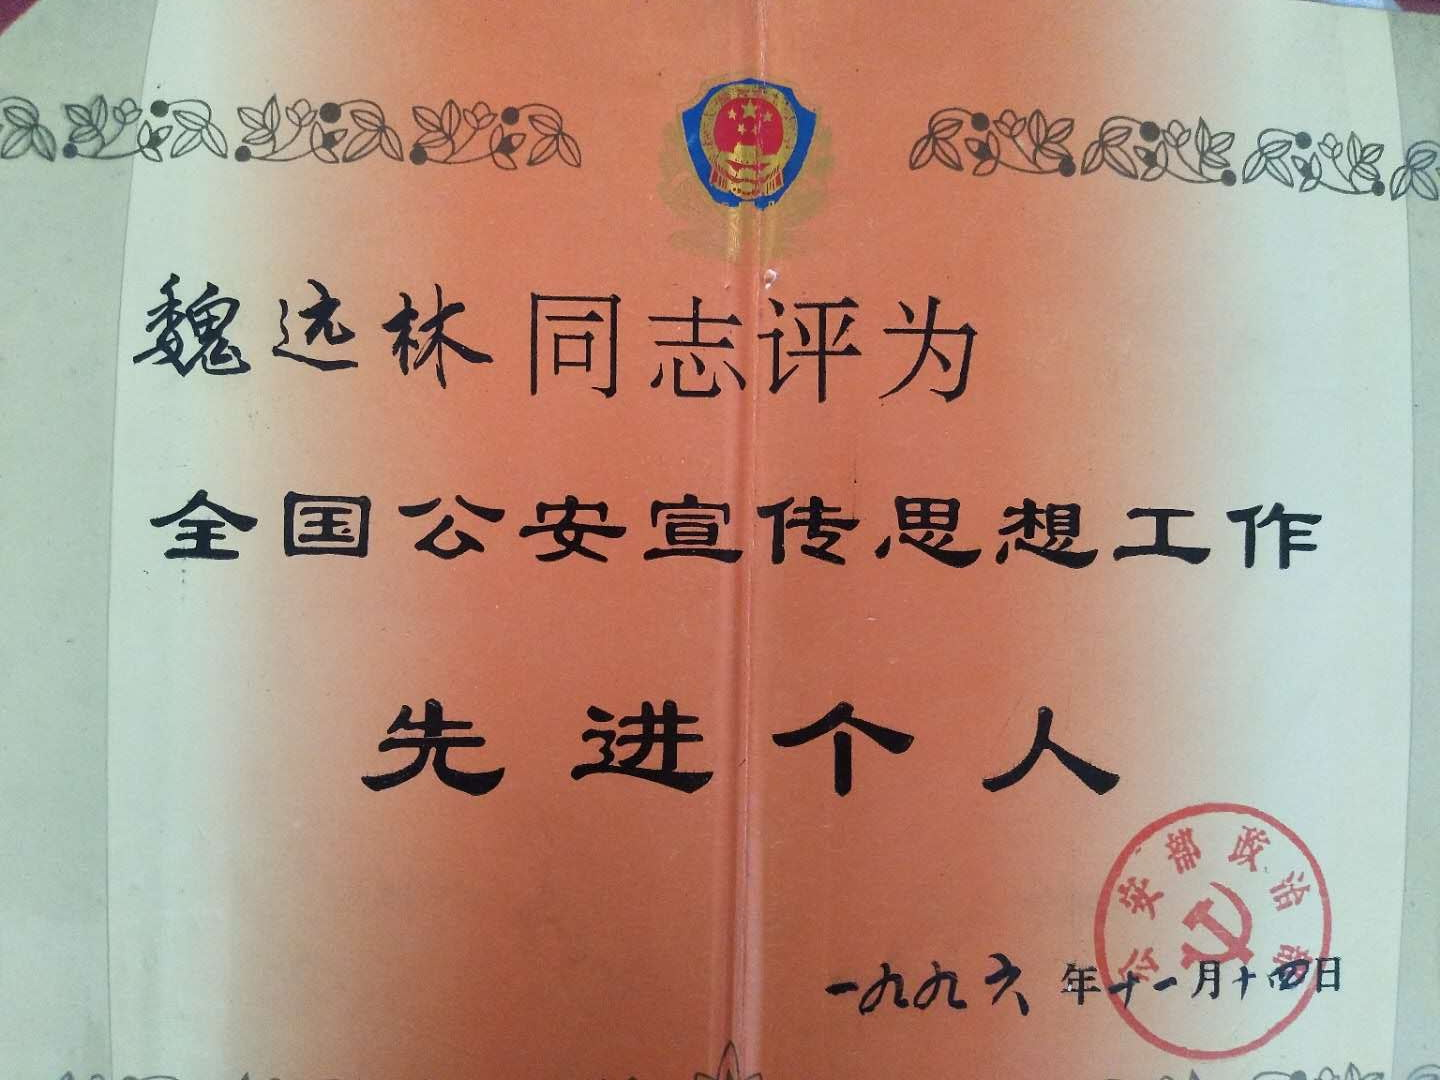 魏远林同志评为
全国公安宣传思想工作
先进个人
公安部政治部
一九九六年十一月十四日